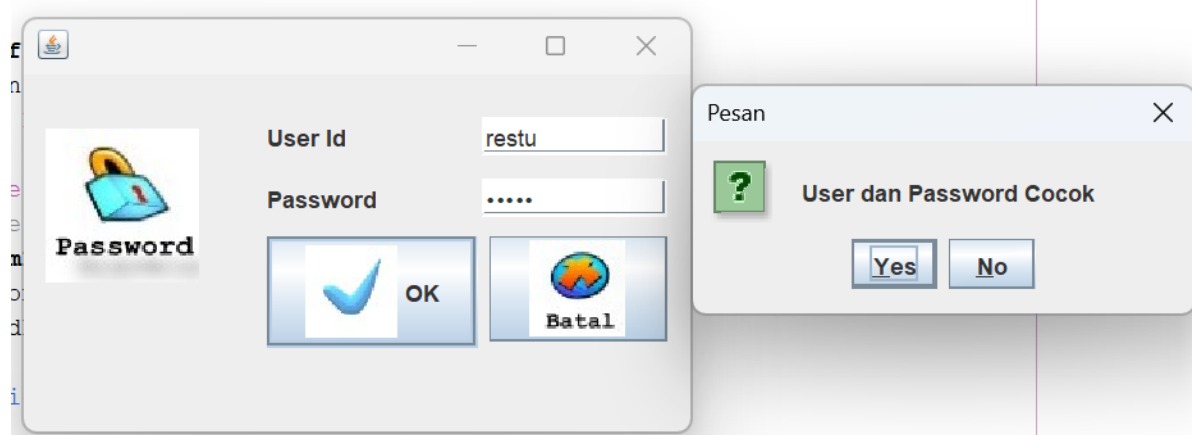 User Id
restu
Password
•••••
Password
OK
Batal
Pesan
User dan Password Cocok
Yes
No